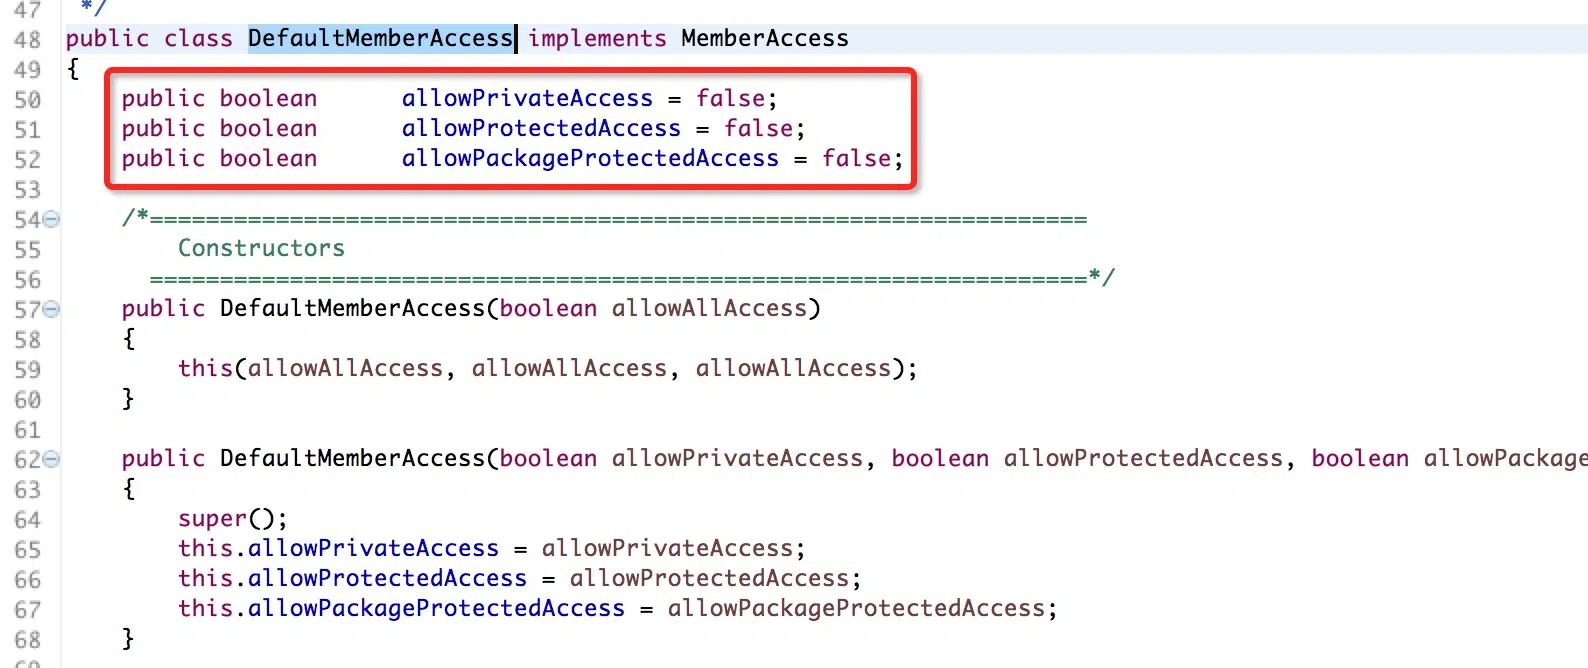 47 */
48 public class DefaultMemberAccess implements MemberAccess
49 {
50 public boolean allowPrivateAccess = false;
51 public boolean allowProtectedAccess = false;
52 public boolean allowPackageProtectedAccess = false;
53
54 /*===================================================================
55 Constructors
56 ===================================================================*/
57 public DefaultMemberAccess(boolean allowAllAccess)
58 {
59 this(allowAllAccess, allowAllAccess, allowAllAccess);
60 }
61
62 public DefaultMemberAccess(boolean allowPrivateAccess, boolean allowProtectedAccess, boolean allowPackage
63 {
64 super();
65 this.allowPrivateAccess = allowPrivateAccess;
66 this.allowProtectedAccess = allowProtectedAccess;
67 this.allowPackageProtectedAccess = allowPackageProtectedAccess;
68 }